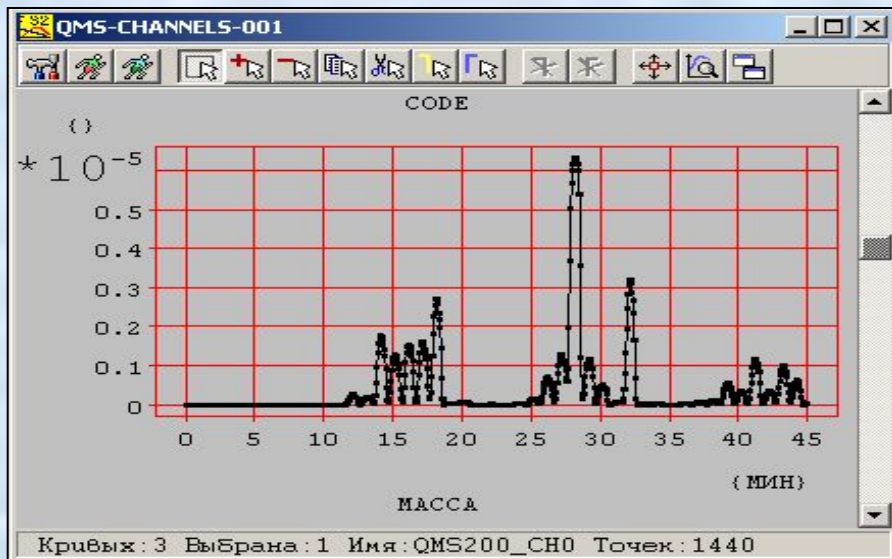 QMS-CHANNELS-001
CODE
{}
*10-5
0.5
0.4
0.3
0.2
0.1
0
0 5 10 15 20 25 30 35 40 45
{МИН}
МАССА
Кривых:3 Выбрана:1 Имя:QMS200_CH0 Точек:1440